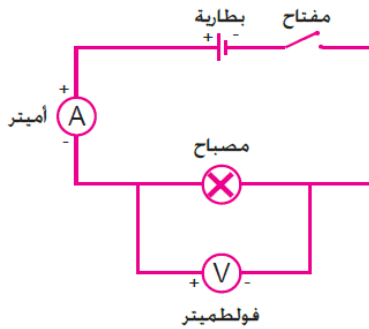 بطارية
مفتاح
+ -
+
A
أميتر
-
مصباح
V
+ -
فولطميتر